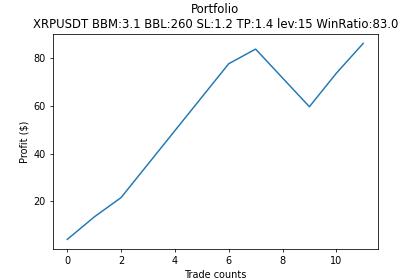 Portfolio
XRPUSDT BBM:3.1 BBL:260 SL:1.2 TP:1.4 lev:15 WinRatio:83.0
80
60
40
20
Profit ($)
0 2 4 6 8 10
Trade counts